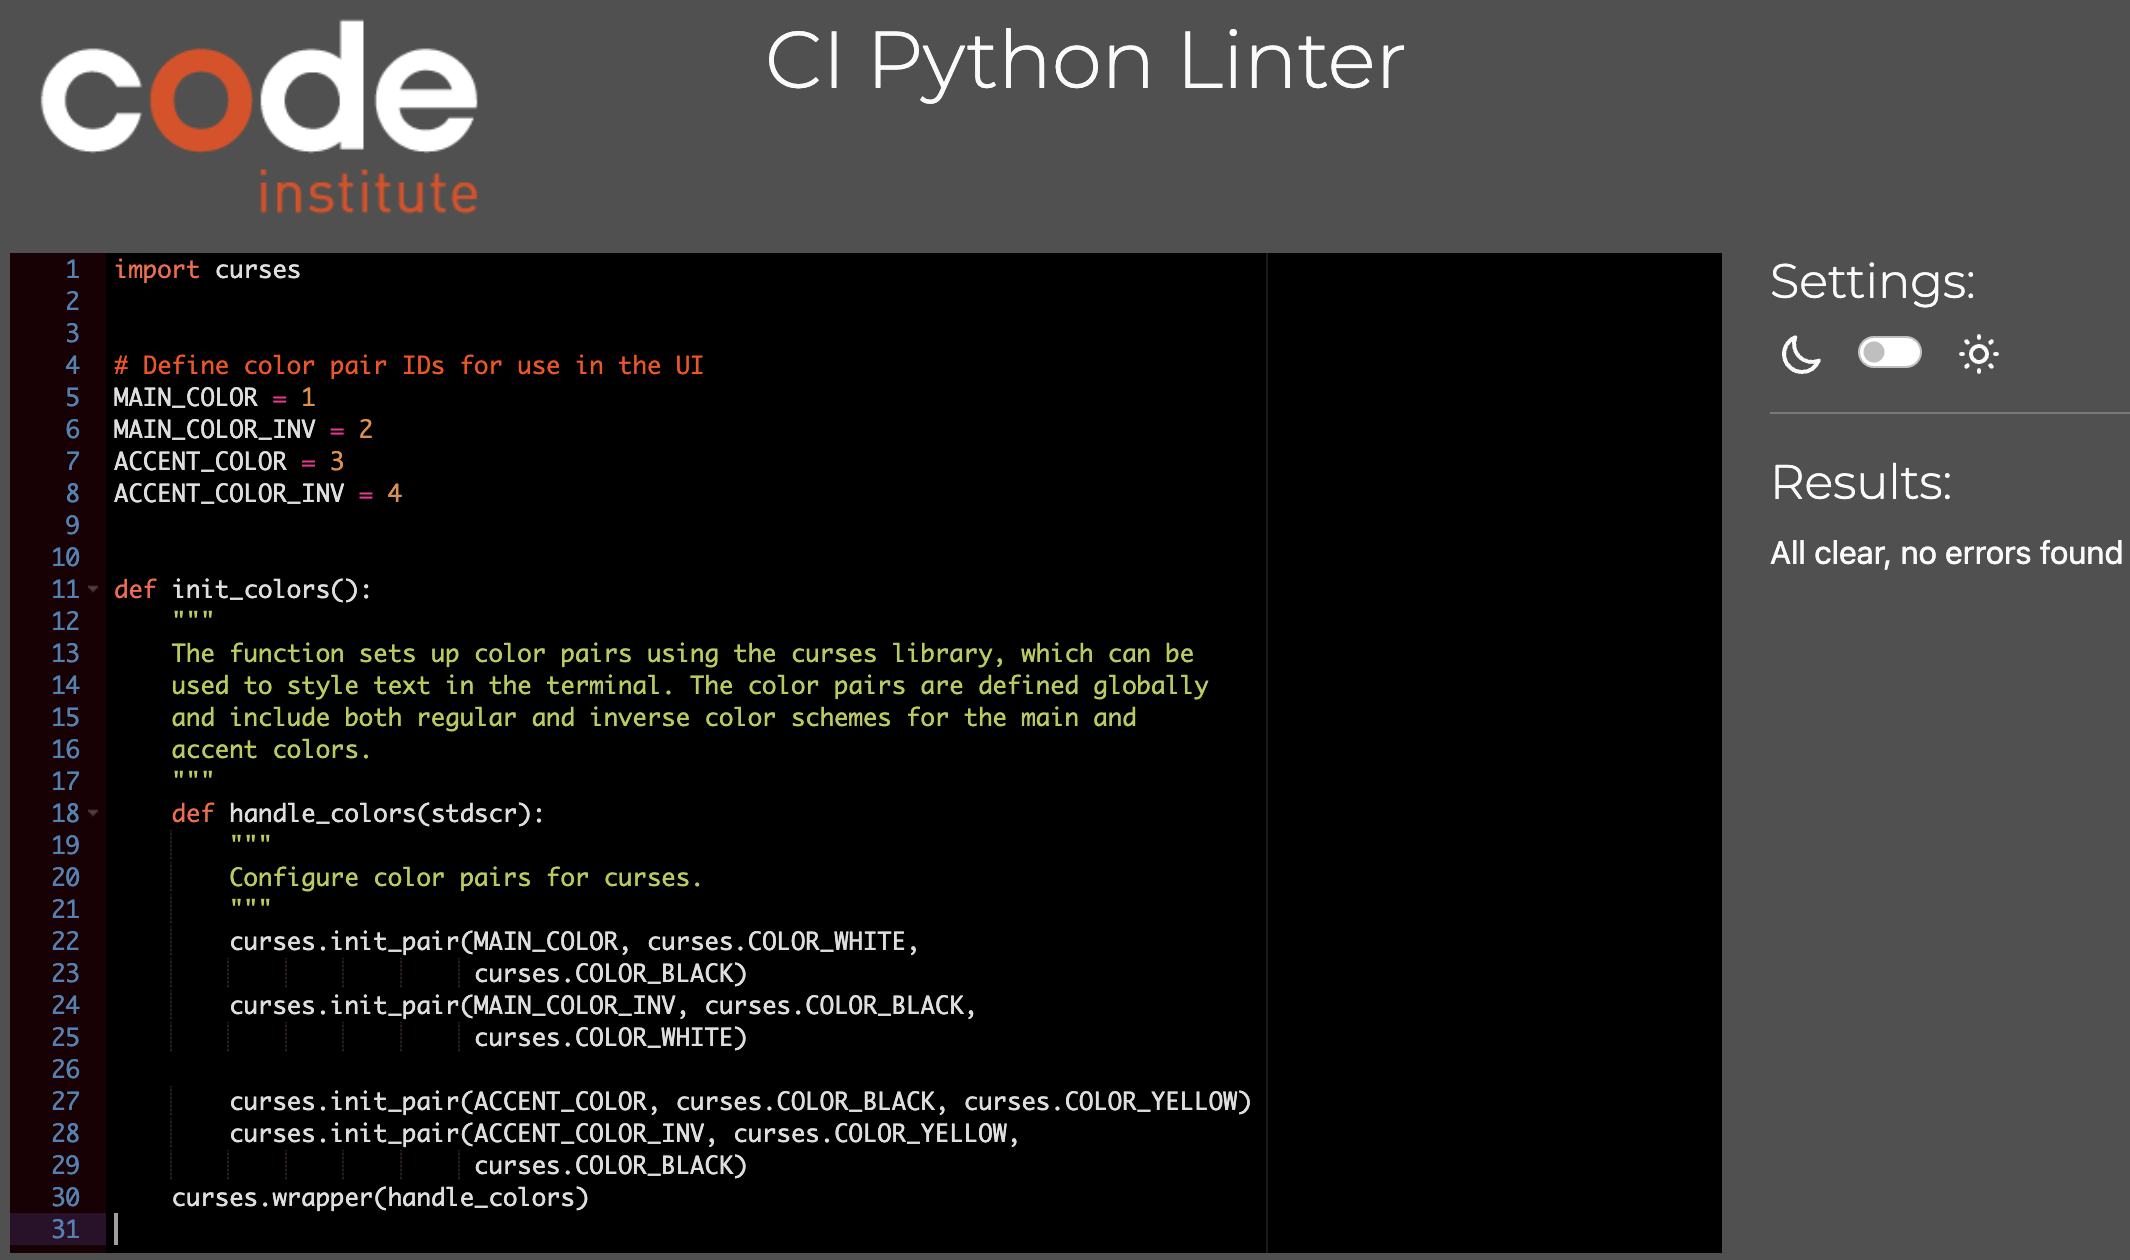 code
institute
CI Python Linter
1 import curses
2
3
4 # Define color pair IDs for use in the UI
5 MAIN_COLOR = 1
6 MAIN_COLOR_INV = 2
7 ACCENT_COLOR = 3
8 ACCENT_COLOR_INV = 4
9
10
11 def init_colors():
12     """
13     The function sets up color pairs using the curses library, which can be
14     used to style text in the terminal. The color pairs are defined globally
15     and include both regular and inverse color schemes for the main and
16     accent colors.
17     """
18     def handle_colors(stdscr):
19         """
20         Configure color pairs for curses.
21         """
22         curses.init_pair(MAIN_COLOR, curses.COLOR_WHITE,
23                          curses.COLOR_BLACK)
24         curses.init_pair(MAIN_COLOR_INV, curses.COLOR_BLACK,
25                          curses.COLOR_WHITE)
26
27         curses.init_pair(ACCENT_COLOR, curses.COLOR_BLACK, curses.COLOR_YELLOW)
28         curses.init_pair(ACCENT_COLOR_INV, curses.COLOR_YELLOW,
29                          curses.COLOR_BLACK)
30     curses.wrapper(handle_colors)
31
Settings:
Results:
All clear, no errors found